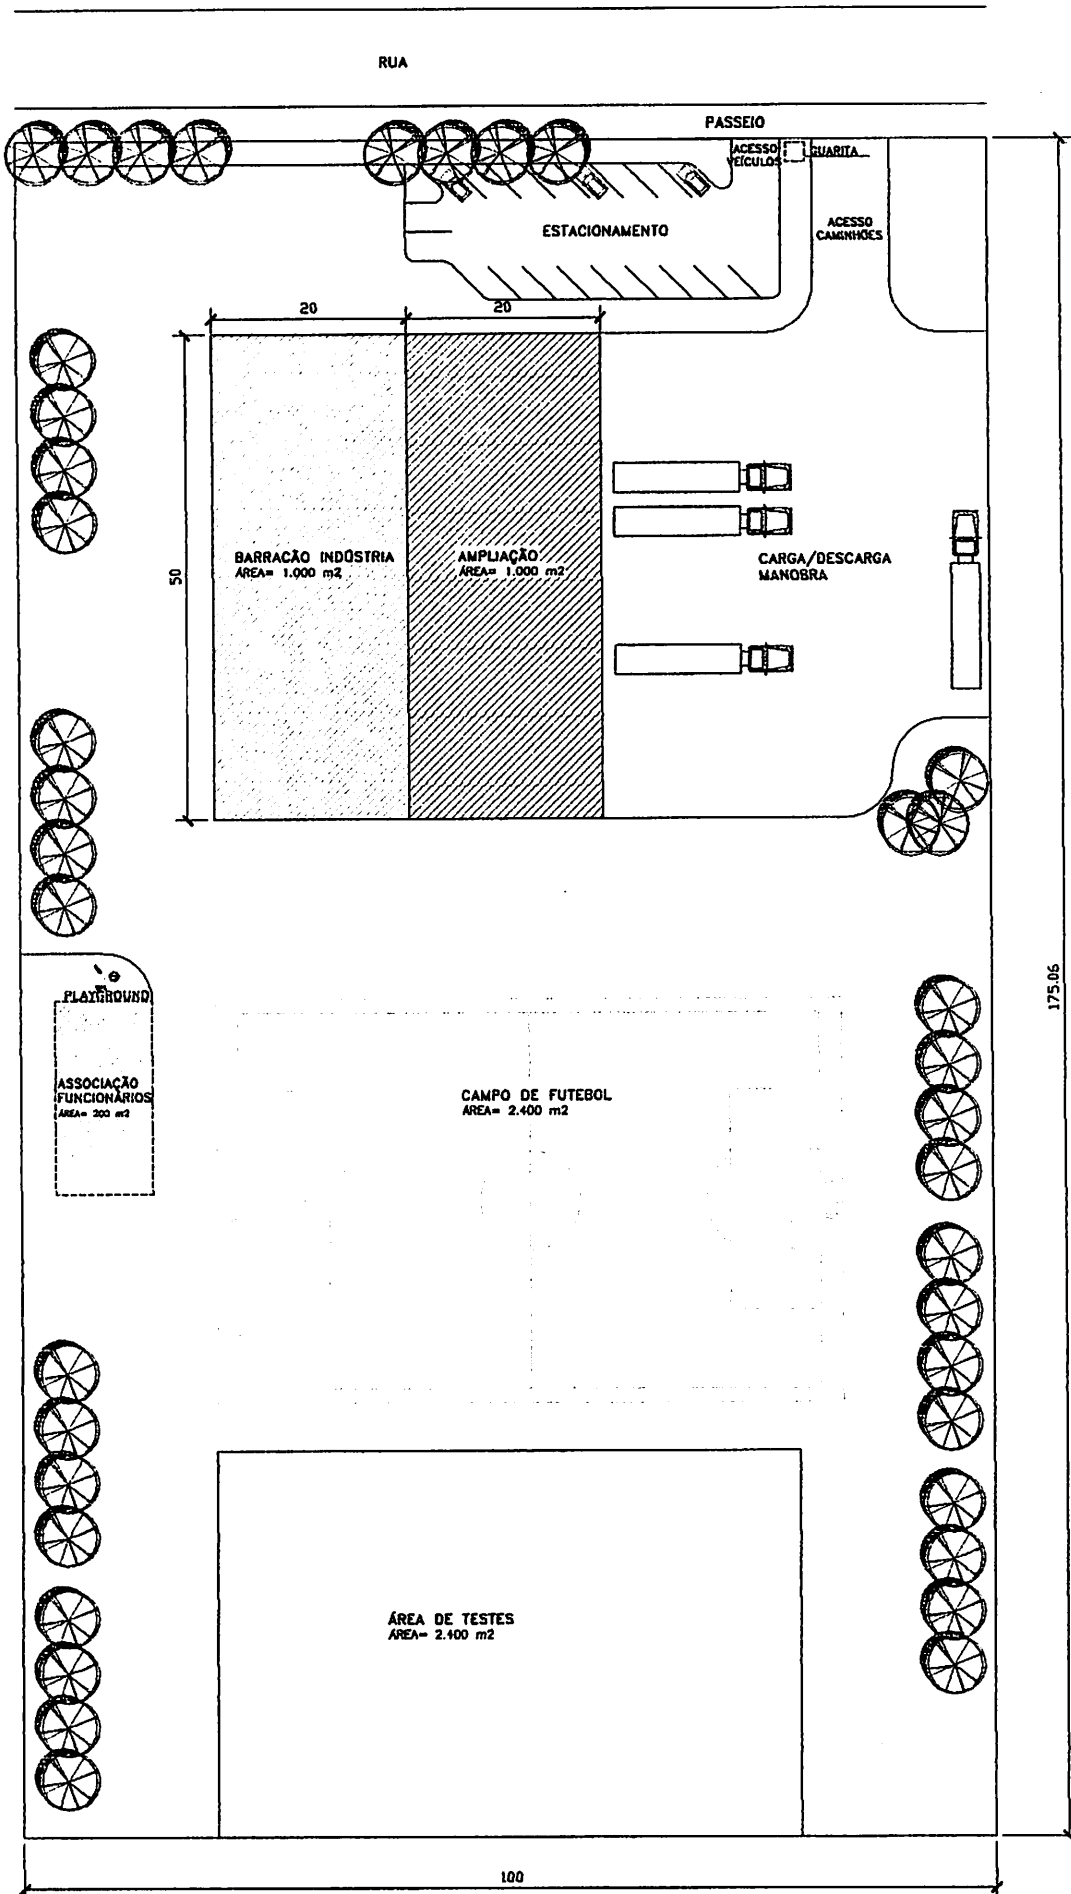 RUA
PASSEIO
ACESSO
VEÍCULOS
GUARITA
ACESSO
CAMINHÕES
ESTACIONAMENTO
20
20
50
BARRACÃO INDÚSTRIA
ÁREA= 1.000 m2
AMPLIAÇÃO
ÁREA= 1.000 m2
CARGA/DESCARGA
MANOBRA
175.06
PLAYGROUND
ASSOCIAÇÃO
FUNCIONÁRIOS
ÁREA= 200 m2
CAMPO DE FUTEBOL
ÁREA= 2.400 m2
ÁREA DE TESTES
ÁREA= 2.400 m2
100